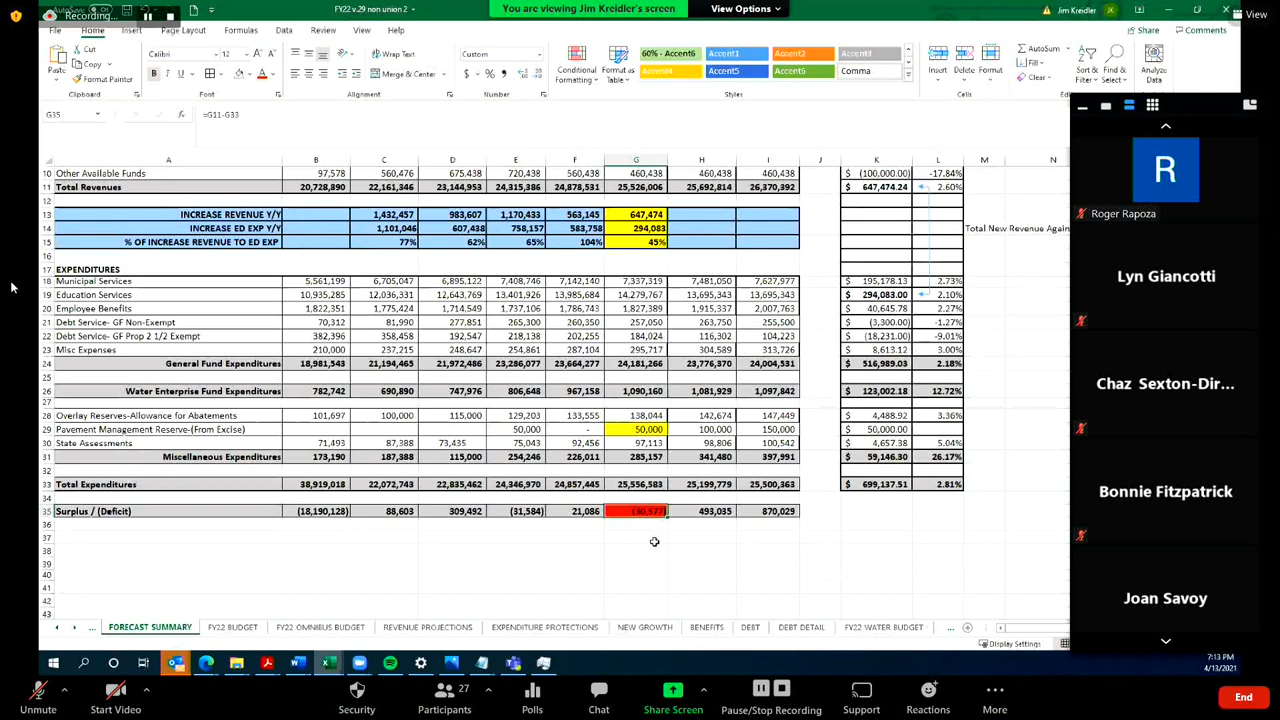 Recording...
FY22 v.29 non union 2
You are viewing Jim Kreidler's screen
View Options
Jim Kreidler
JK
View
File Home Insert Page Layout Formulas Data Review View Help
Share Comments
Cut
Copy
Format Painter
Paste
Clipboard
Calibri 12
B I U
Font
Wrap Text
Merge & Center
Alignment
Custom
$ % 9
Number
Conditional Formatting
Format as Table
60% - Accent6 Accent1 Accent2 Accent3
Accent4 Accent5 Accent6 Comma
Styles
Insert Delete Format
Cells
AutoSum
Fill
Clear
Sort & Filter
Find & Select
Editing
Analyze Data
Analysis
G35 fx =G11-G33
A B C D E F G H I J K L M N
10 Other Available Funds 97,578 560,476 675,438 720,438 560,438 460,438 460,438 460,438 $ (100,000.00) -17.84%
11 Total Revenues 20,728,890 22,161,346 23,144,953 24,315,386 24,878,531 25,526,006 25,692,814 26,370,392 $ 647,474.24 2.60%
12
13 INCREASE REVENUE Y/Y 1,432,457 983,607 1,170,433 563,145 647,474
14 INCREASE ED EXP Y/Y 1,101,046 607,438 758,157 583,758 294,083 Total New Revenue Again
15 % OF INCREASE REVENUE TO ED EXP 77% 62% 65% 104% 45%
16
17 EXPENDITURES
18 Municipal Services 5,561,199 6,705,047 6,895,122 7,408,746 7,142,140 7,337,319 7,481,050 7,627,977 $ 195,178.13 2.73%
19 Education Services 10,935,285 12,036,331 12,643,769 13,401,926 13,985,684 14,279,767 13,695,343 13,695,343 $ 294,083.00 2.10%
20 Employee Benefits 1,822,351 1,775,424 1,714,509 1,737,106 1,786,743 1,827,389 1,915,337 2,007,763 $ 40,645.78 2.27%
21 Debt Service- GF Non-Exempt 70,312 81,990 277,851 265,300 260,350 257,050 263,750 255,500 $ (3,300.00) -1.27%
22 Debt Service- GF Prop 2 1/2 Exempt 382,396 358,458 192,547 218,138 202,255 184,024 116,302 104,223 $ (18,231.00) -9.01%
23 Misc Expenses 210,000 237,215 248,647 254,861 287,104 295,717 304,589 313,726 $ 8,613.12 3.00%
24 General Fund Expenditures 18,981,543 21,194,465 21,972,486 23,286,077 23,664,277 24,181,266 23,776,370 24,004,531 $ 516,989.03 2.18%
25
26 Water Enterprise Fund Expenditures 782,742 690,890 747,976 806,648 967,158 1,090,160 1,081,929 1,097,842 $ 123,002.18 12.72%
27
28 Overlay Reserves-Allowance for Abatements 101,697 100,000 115,000 129,203 133,555 138,044 142,674 147,449 $ 4,488.92 3.36%
29 Pavement Management Reserve-(From Excise) 50,000 - 50,000 100,000 150,000 $ 50,000.00
30 State Assessments 71,493 87,388 73,435 75,043 92,456 97,113 98,806 100,542 $ 4,657.38 5.04%
31 Miscellaneous Expenditures 173,190 187,388 115,000 254,246 226,011 285,157 341,480 397,991 $ 59,146.30 26.17%
32
33 Total Expenditures 38,919,018 22,072,743 22,835,462 24,346,970 24,857,445 25,556,583 25,199,779 25,500,363 $ 699,137.51 2.81%
34
35 Surplus / (Deficit) (18,190,128) 88,603 309,492 (31,584) 21,086 (30,577) 493,035 870,029
36
37
38
39
40
41
42
43
... FORECAST SUMMARY FY22 BUDGET FY22 OMNIBUS BUDGET REVENUE PROJECTIONS EXPENDITURE PROTECTIONS NEW GROWTH BENEFITS DEBT DEBT DETAIL FY22 WATER BUDGET ...
Display Settings
7:13 PM
4/13/2021
R
Roger Rapoza
Lyn Giancotti
Chaz Sexton-Dir...
Bonnie Fitzpatrick
Joan Savoy
27
Unmute Start Video Security Participants Polls Chat Share Screen Pause/Stop Recording Support Reactions More End